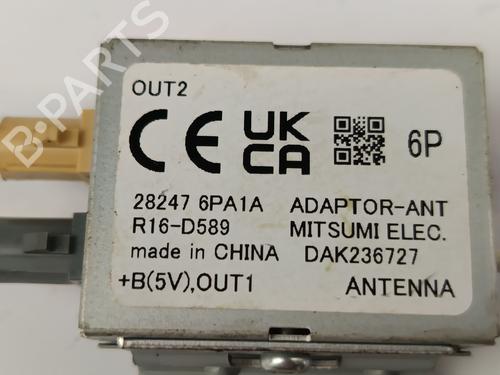 B-PARTS
OUT2
CE UK CA 6P
28247 6PA1A ADAPTOR-ANT
R16-D589 MITSUMI ELEC.
made in CHINA DAK236727
+B(5V),OUT1 ANTENNA